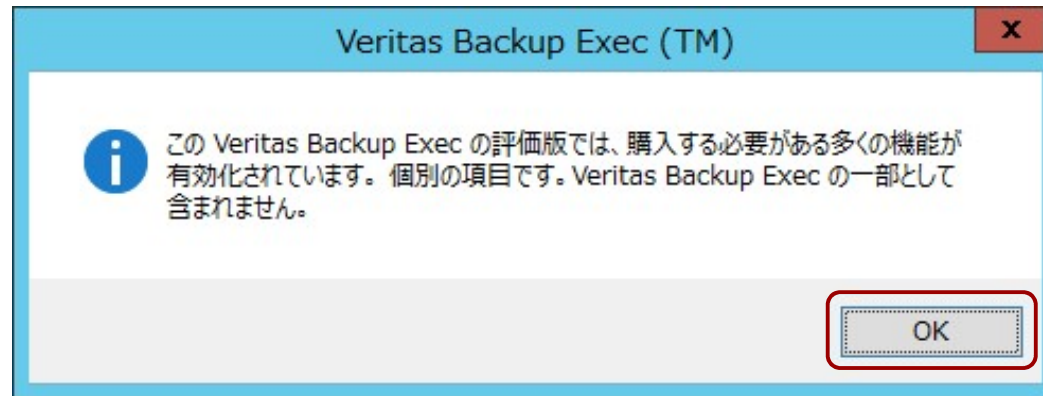 Veritas Backup Exec (TM)
x
この Veritas Backup Exec の評価版では、購入する必要がある多くの機能が
有効化されています。個別の項目です。Veritas Backup Exec の一部として
含まれません。
OK